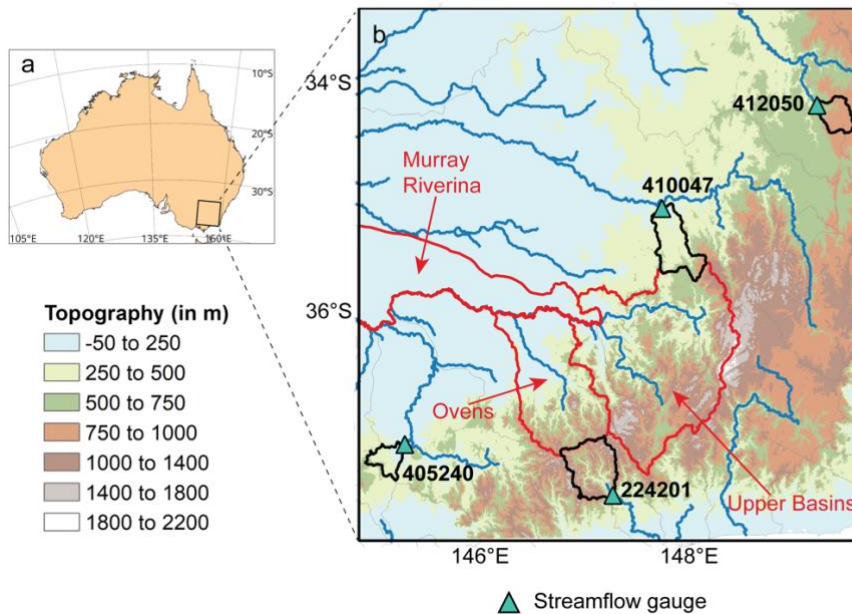 a
10°S
20°S
30°S
105°E
120°E
135°E
150°E
160°E
Topography (in m)
-50 to 250
250 to 500
500 to 750
750 to 1000
1000 to 1400
1400 to 1800
1800 to 2200
b
34°S
36°S
412050
410047
Murray
Riverina
Ovens
405240
224201
Upper Basins
146°E
148°E
Streamflow gauge